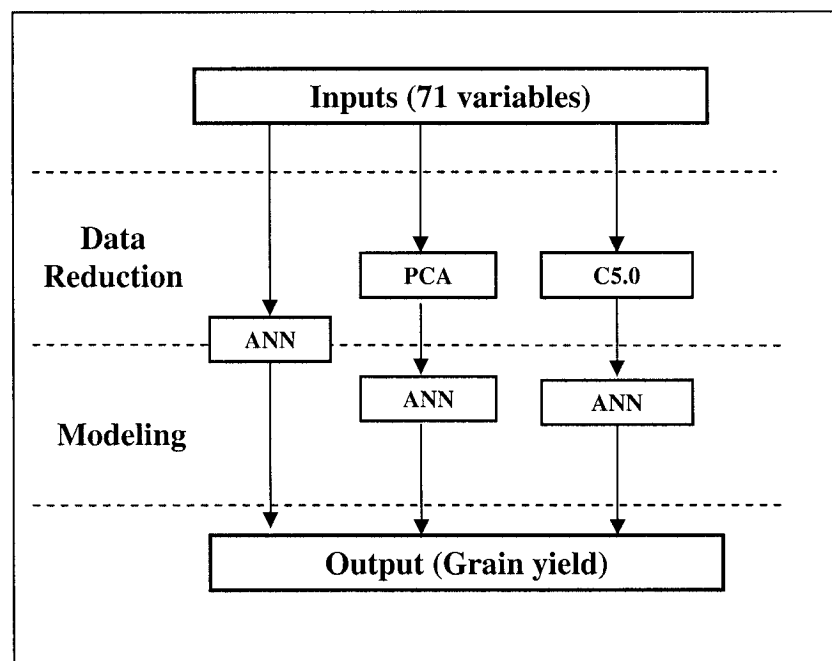 Inputs (71 variables)
Data
Reduction
PCA
C5.0
ANN
ANN
ANN
Modeling
Output (Grain yield)